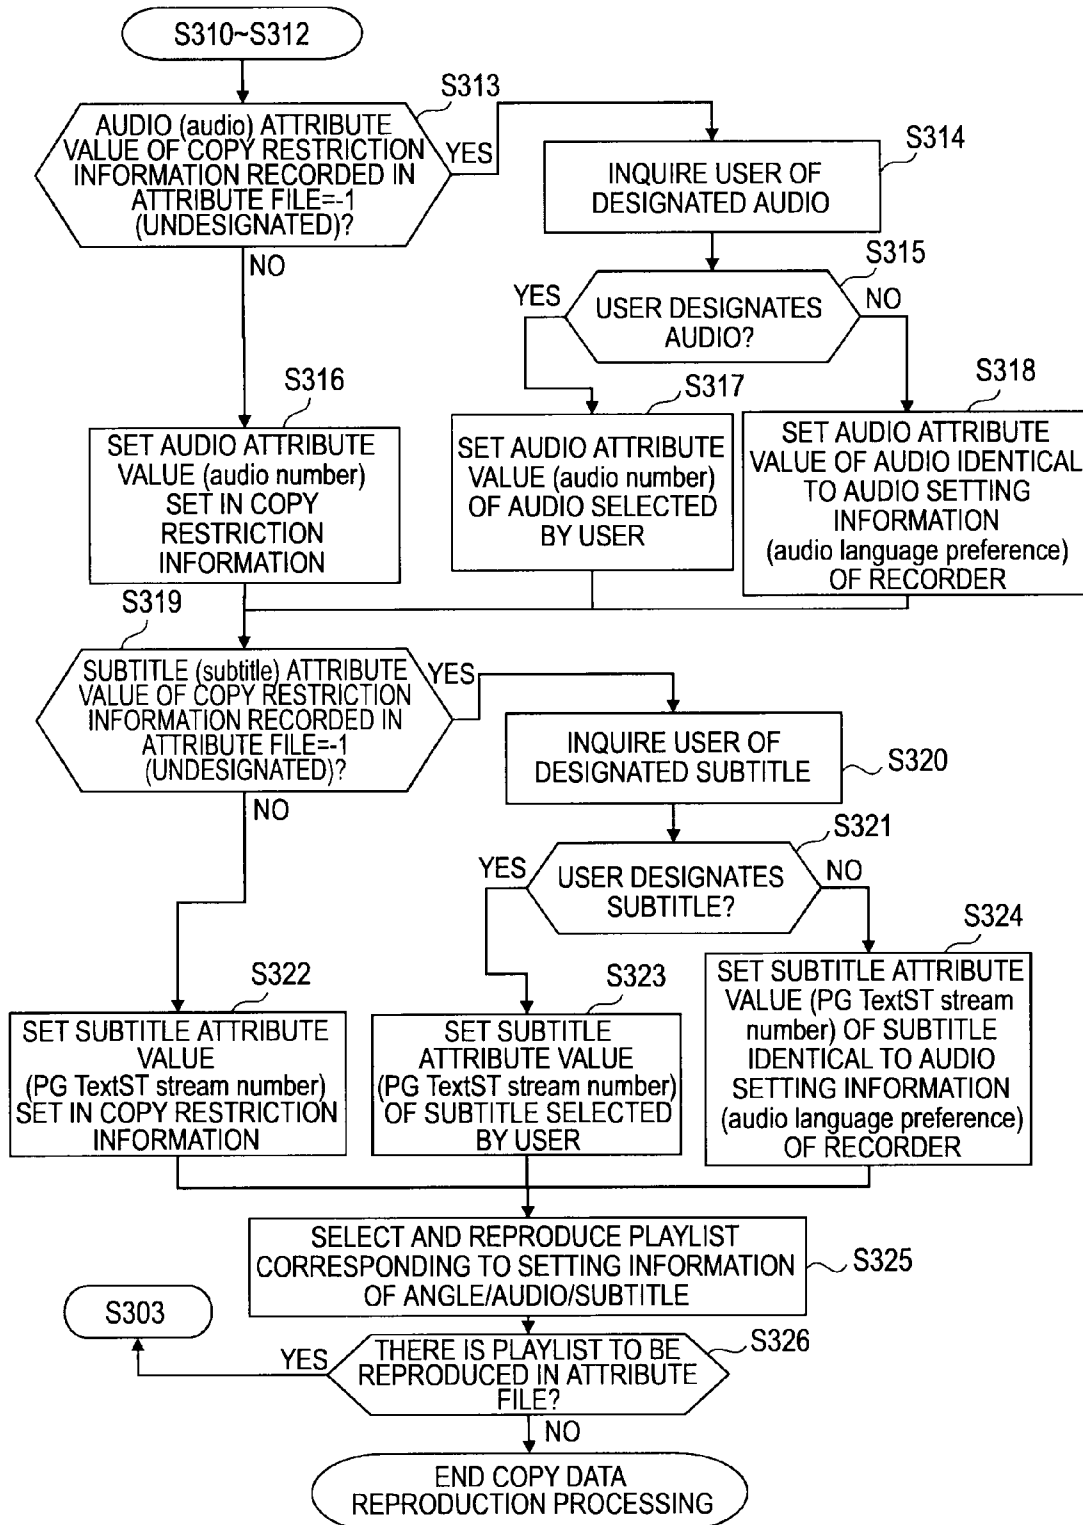 S310~S312
S313
AUDIO (audio) ATTRIBUTE
VALUE OF COPY RESTRICTION
INFORMATION RECORDED IN
ATTRIBUTE FILE=-1
(UNDESIGNATED)?
YES
NO
S314
INQUIRE USER OF
DESIGNATED AUDIO
S315
USER DESIGNATES
AUDIO?
YES
NO
S316
SET AUDIO ATTRIBUTE
VALUE (audio number)
SET IN COPY
RESTRICTION
INFORMATION
S317
SET AUDIO ATTRIBUTE
VALUE (audio number)
OF AUDIO SELECTED
BY USER
S318
SET AUDIO ATTRIBUTE
VALUE OF AUDIO IDENTICAL
TO AUDIO SETTING
INFORMATION
(audio language preference)
OF RECORDER
S319
SUBTITLE (subtitle) ATTRIBUTE
VALUE OF COPY RESTRICTION
INFORMATION RECORDED IN
ATTRIBUTE FILE=-1
(UNDESIGNATED)?
YES
NO
INQUIRE USER OF
DESIGNATED SUBTITLE
S320
S321
USER DESIGNATES
SUBTITLE?
YES
NO
S322
SET SUBTITLE ATTRIBUTE
VALUE
(PG TextST stream number)
SET IN COPY RESTRICTION
INFORMATION
S323
SET SUBTITLE
ATTRIBUTE VALUE
(PG TextST stream number)
OF SUBTITLE SELECTED
BY USER
S324
SET SUBTITLE ATTRIBUTE
VALUE (PG TextST stream
number) OF SUBTITLE
IDENTICAL TO AUDIO
SETTING INFORMATION
(audio language preference)
OF RECORDER
SELECT AND REPRODUCE PLAYLIST
CORRESPONDING TO SETTING INFORMATION
OF ANGLE/AUDIO/SUBTITLE
S325
S303
YES
THERE IS PLAYLIST TO BE
REPRODUCED IN ATTRIBUTE
FILE?
S326
NO
END COPY DATA
REPRODUCTION PROCESSING